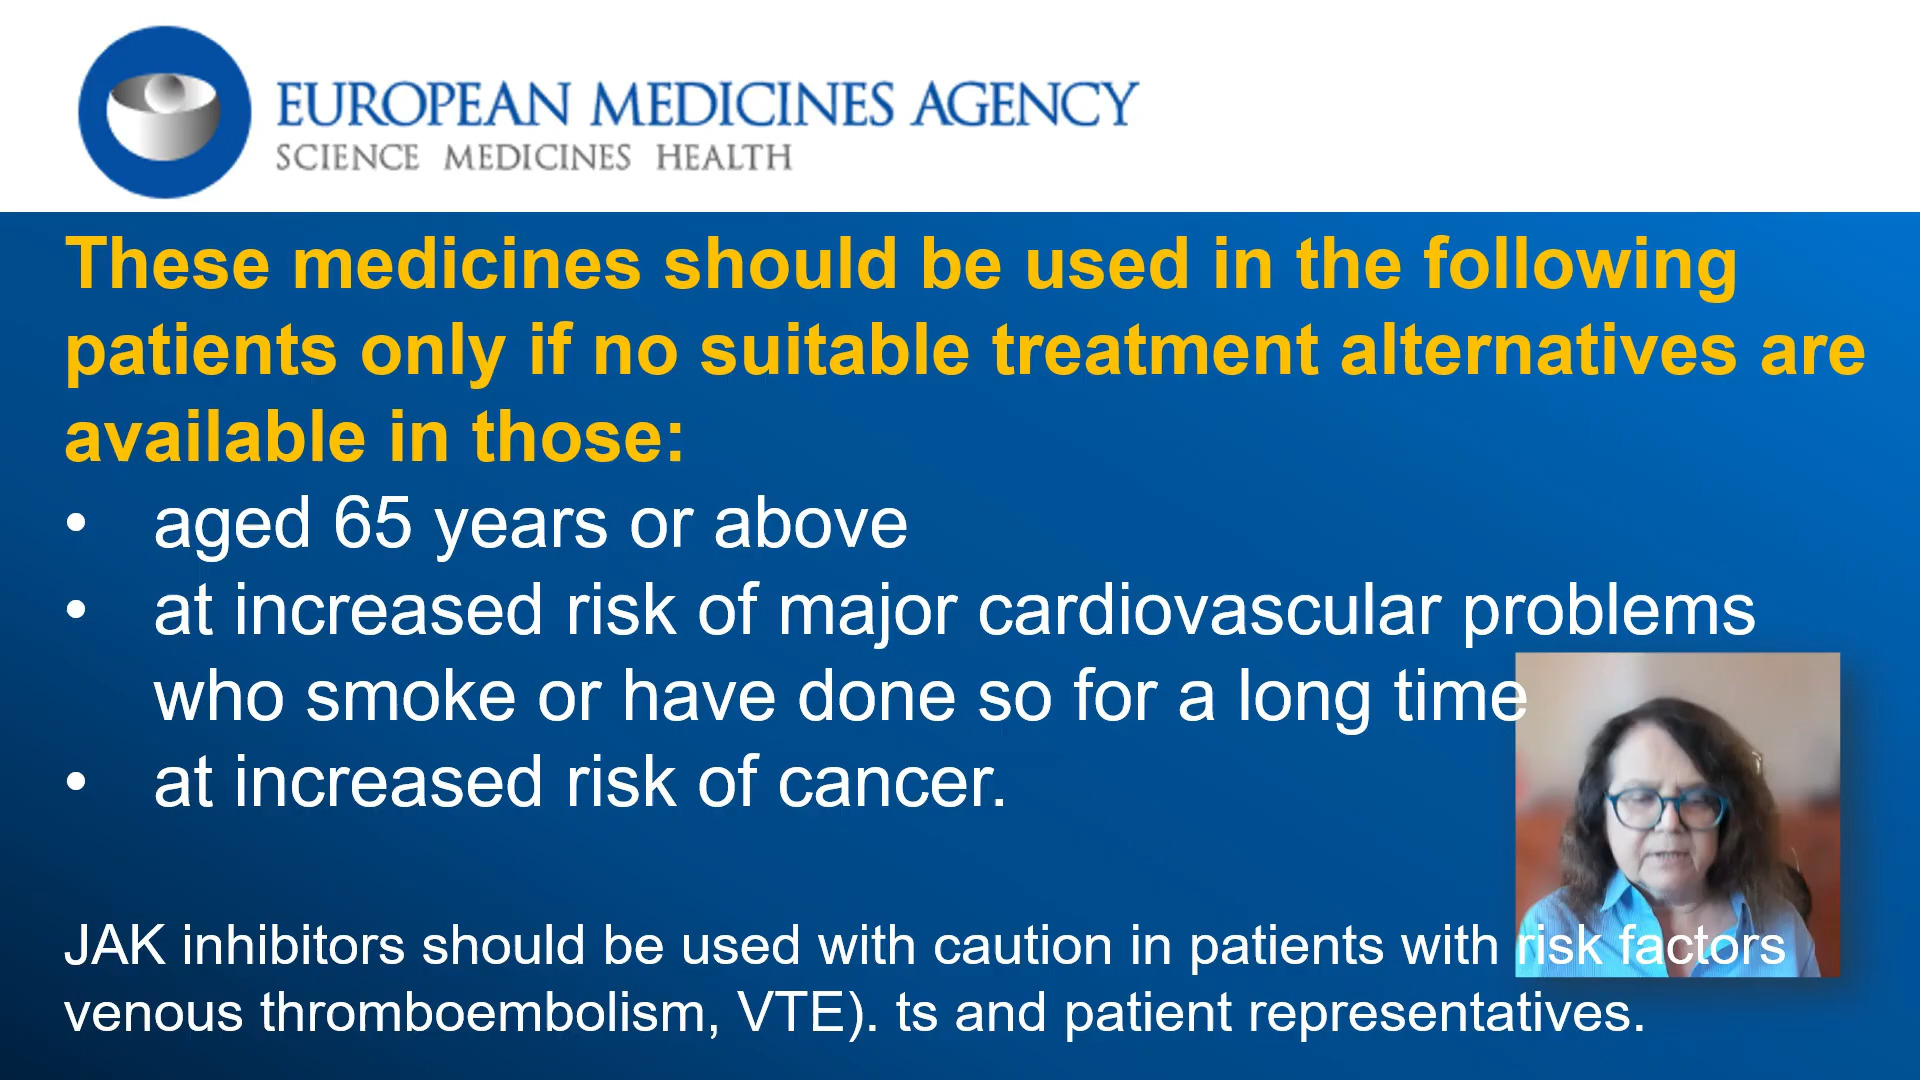 EUROPEAN MEDICINES AGENCY
SCIENCE MEDICINES HEALTH
These medicines should be used in the following
patients only if no suitable treatment alternatives are
available in those:
• aged 65 years or above
• at increased risk of major cardiovascular problems
who smoke or have done so for a long time
• at increased risk of cancer.
JAK inhibitors should be used with caution in patients with risk factors
venous thromboembolism, VTE). ts and patient representatives.